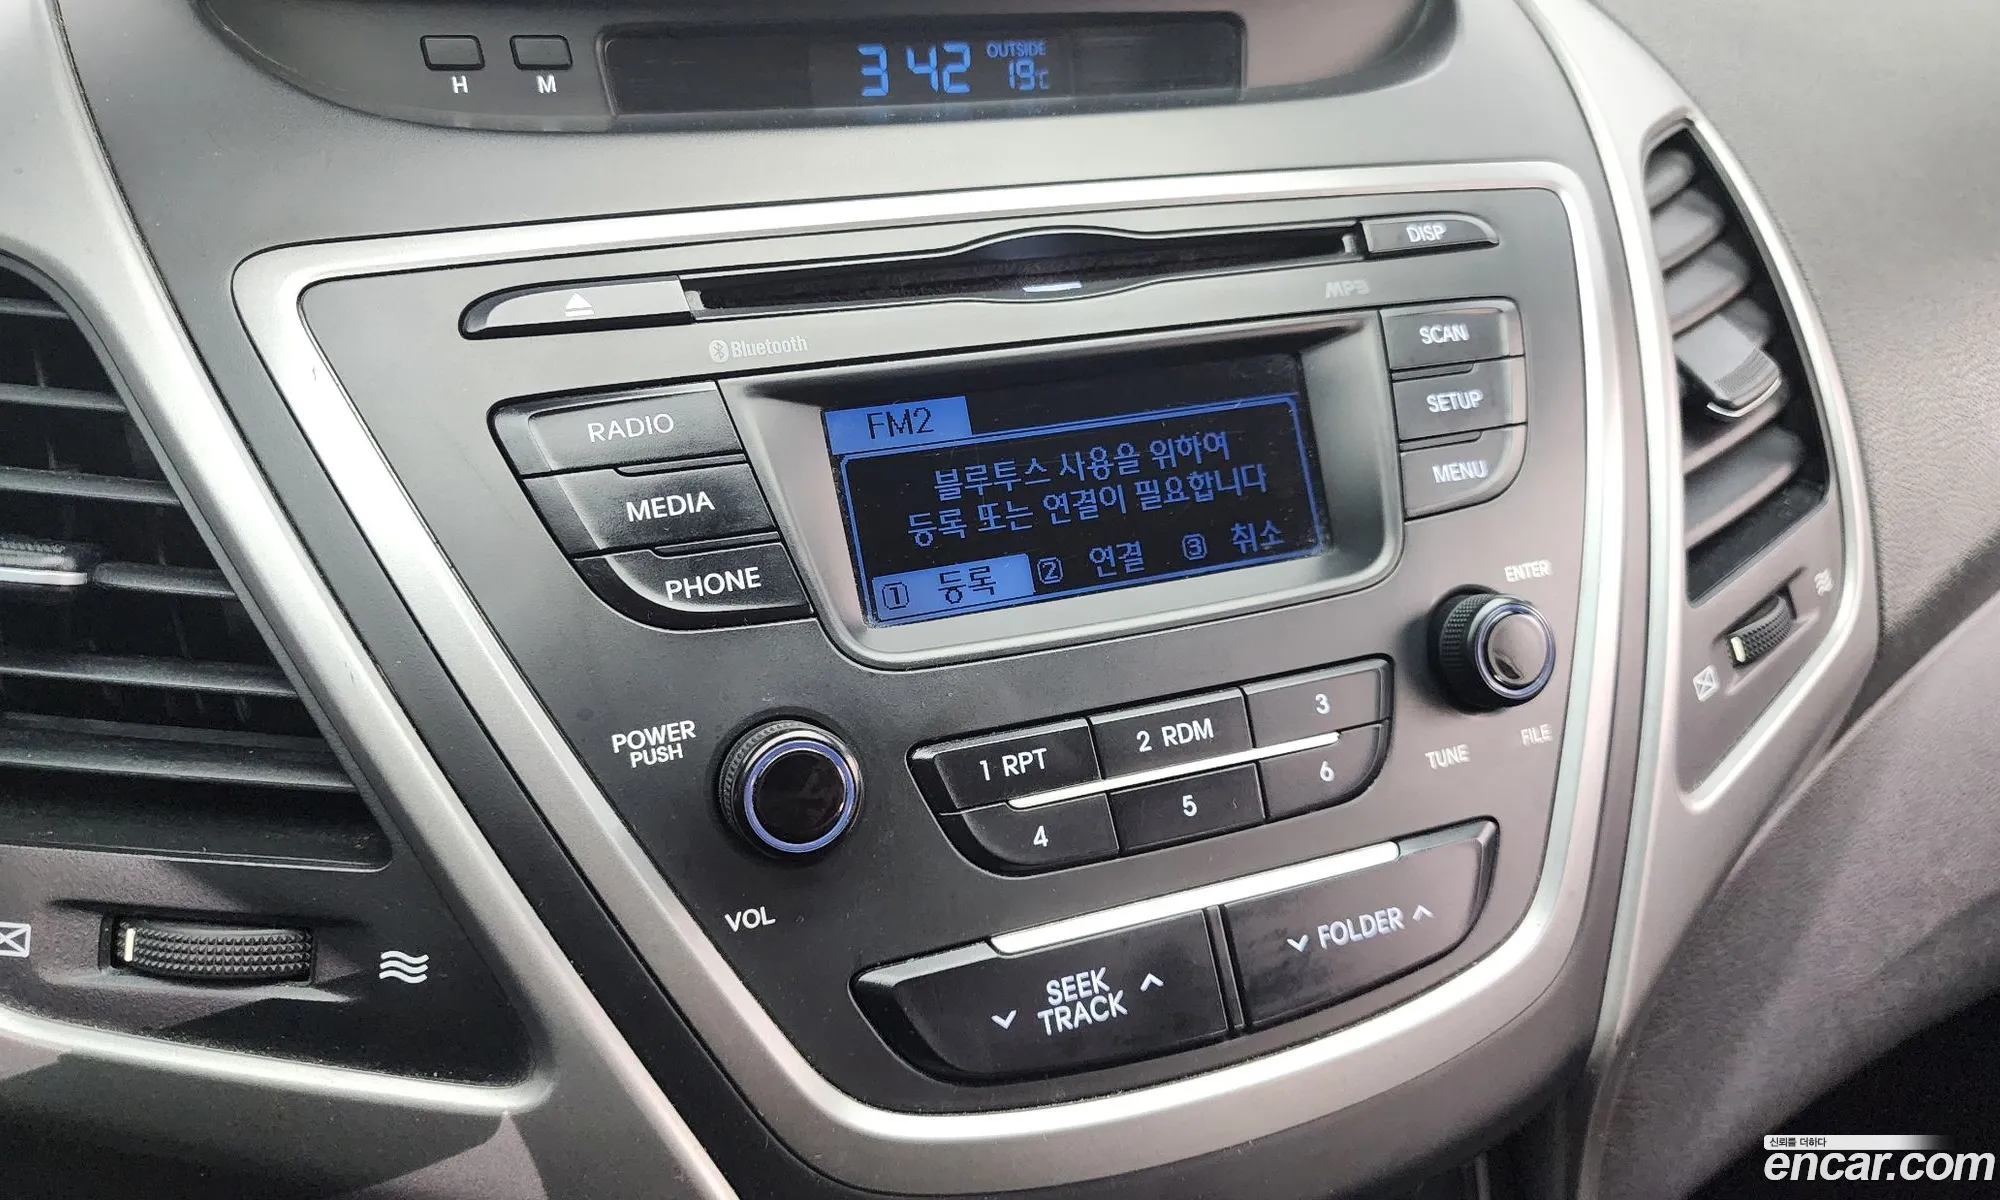 3 42 OUTSIDE 19℃
H M
DISP
MP3
Bluetooth
SCAN
RADIO
FM2
SETUP
MEDIA
블루투스 사용을 위하여
등록 또는 연결이 필요합니다
MENU
PHONE
1 등록 2 연결 3 취소
ENTER
POWER
PUSH
1 RPT 2 RDM 3
TUNE FILE
4 5 6
VOL
SEEK
TRACK
FOLDER
신뢰를 더하다
encar.com